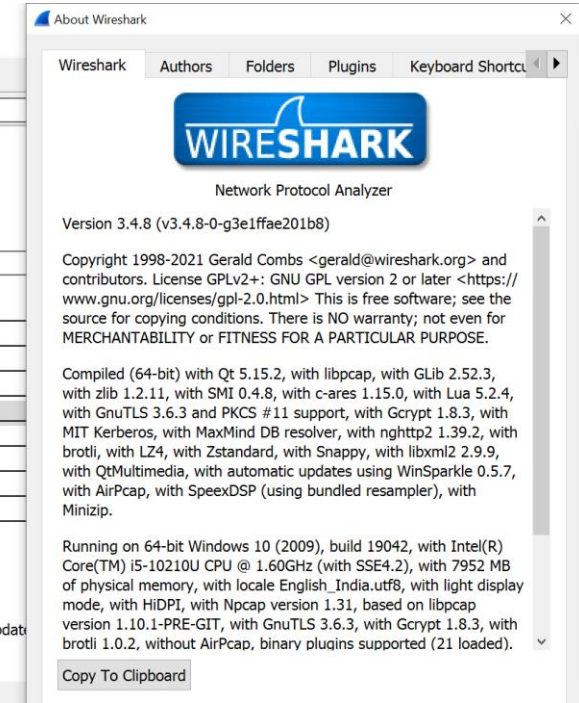 About Wireshark
Wireshark Authors Folders Plugins Keyboard Shortcu
WIRESHARK
Network Protocol Analyzer
Version 3.4.8 (v3.4.8-0-g3e1ffae201b8)
Copyright 1998-2021 Gerald Combs <gerald@wireshark.org> and
contributors. License GPLv2+: GNU GPL version 2 or later <https://
www.gnu.org/licenses/gpl-2.0.html> This is free software; see the
source for copying conditions. There is NO warranty; not even for
MERCHANTABILITY or FITNESS FOR A PARTICULAR PURPOSE.
Compiled (64-bit) with Qt 5.15.2, with libpcap, with GLib 2.52.3,
with zlib 1.2.11, with SMI 0.4.8, with c-ares 1.15.0, with Lua 5.2.4,
with GnuTLS 3.6.3 and PKCS #11 support, with Gcrypt 1.8.3, with
MIT Kerberos, with MaxMind DB resolver, with nghttp2 1.39.2, with
brotli, with LZ4, with Zstandard, with Snappy, with libxml2 2.9.9,
with QtMultimedia, with automatic updates using WinSparkle 0.5.7,
with AirPcap, with SpeexDSP (using bundled resampler), with
Minizip.
Running on 64-bit Windows 10 (2009), build 19042, with Intel(R)
Core(TM) i5-10210U CPU @ 1.60GHz (with SSE4.2), with 7952 MB
of physical memory, with locale English_India.utf8, with light display
mode, with HiDPI, with Npcap version 1.31, based on libpcap
version 1.10.1-PRE-GIT, with GnuTLS 3.6.3, with Gcrypt 1.8.3, with
brotli 1.0.2, without AirPcap, binary plugins supported (21 loaded).
Copy To Clipboard